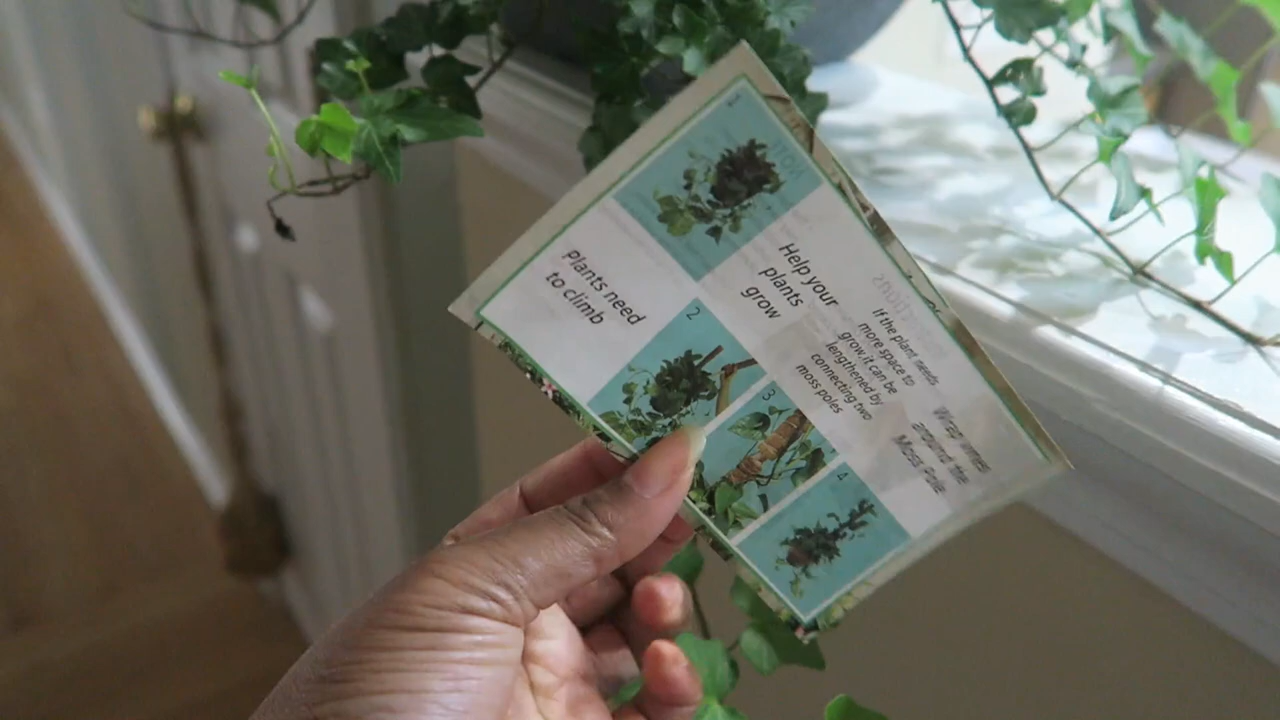 Plants need
to climb
Help your
plants
grow
If the plant needs
more space to
grow,it can be
lengthened by
connecting two
moss poles
Wrap vines
around the
Moss Pole
2
3
4